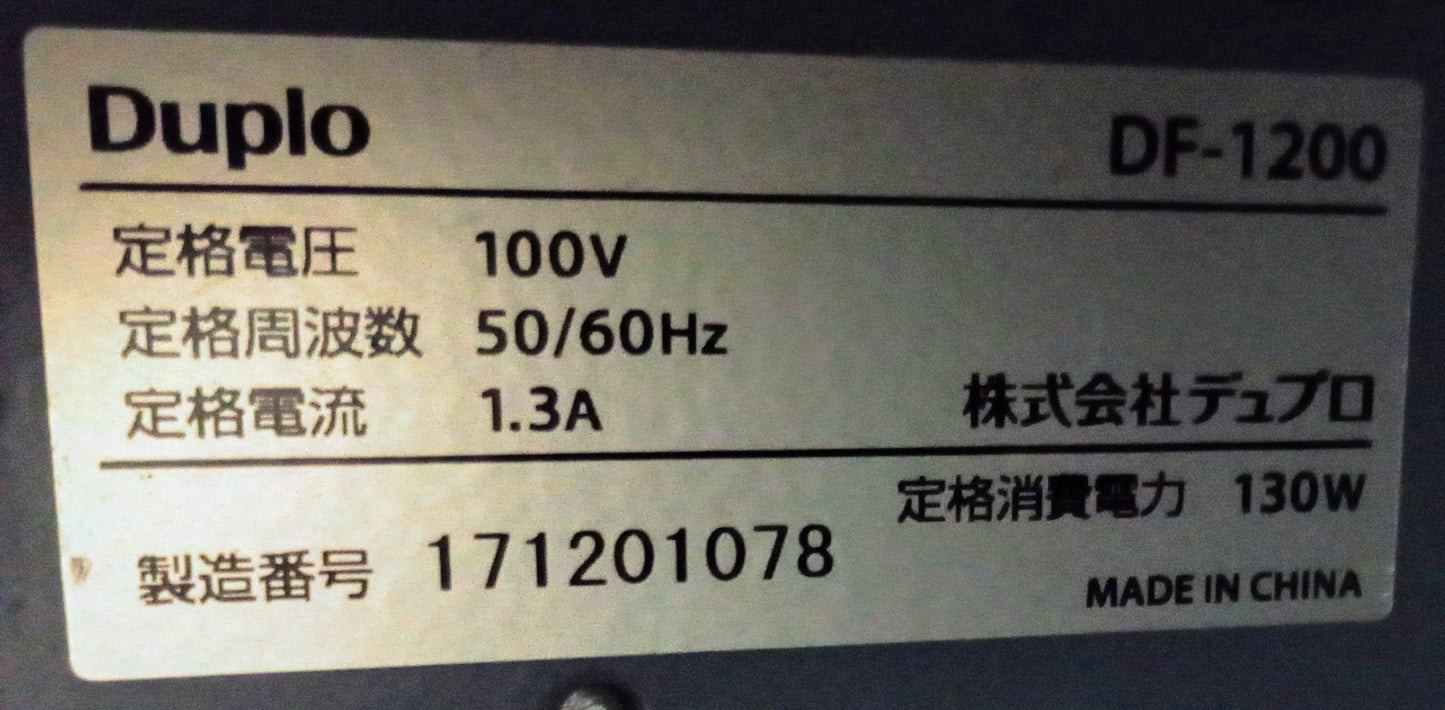 Duplo DF-1200
定格電圧 100V
定格周波数 50/60Hz
定格電流 1.3A
株式会社デュプロ
定格消費電力 130W
製造番号 171201078
MADE IN CHINA